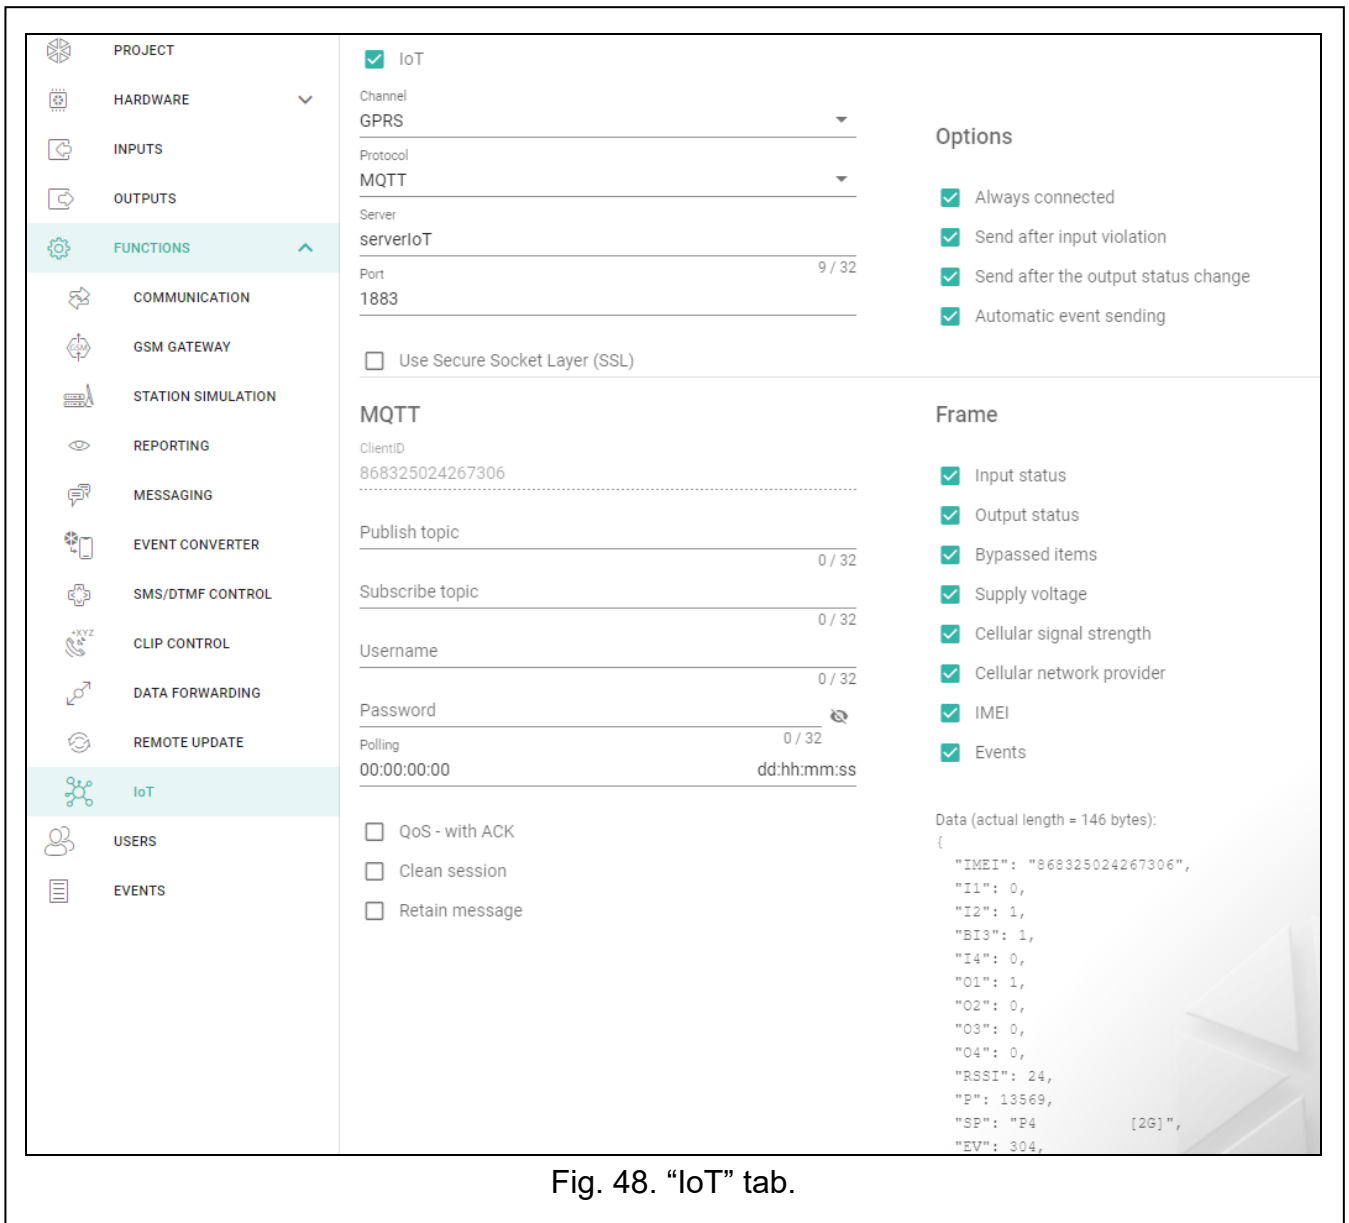 PROJECT
HARDWARE
INPUTS
OUTPUTS
FUNCTIONS
COMMUNICATION
GSM
GSM GATEWAY
STATION SIMULATION
REPORTING
MESSAGING
EVENT CONVERTER
SMS/DTMF CONTROL
+XYZ
CLIP CONTROL
DATA FORWARDING
REMOTE UPDATE
IoT
USERS
EVENTS
IoT
Channel
GPRS
Protocol
MQTT
Server
serverIoT
9 / 32
Port
1883
Use Secure Socket Layer (SSL)
Options
Always connected
Send after input violation
Send after the output status change
Automatic event sending
MQTT
ClientID
868325024267306
Publish topic
0 / 32
Subscribe topic
0 / 32
Username
0 / 32
Password
0 / 32
Polling
00:00:00:00 dd:hh:mm:ss
QoS - with ACK
Clean session
Retain message
Frame
Input status
Output status
Bypassed items
Supply voltage
Cellular signal strength
Cellular network provider
IMEI
Events
Data (actual length = 146 bytes):
{
"IMEI": "868325024267306",
"I1": 0,
"I2": 1,
"BI3": 1,
"I4": 0,
"O1": 1,
"O2": 0,
"O3": 0,
"O4": 0,
"RSSI": 24,
"P": 13569,
"SP": "P4 [2G]",
"EV": 304,
Fig. 48. “IoT” tab.